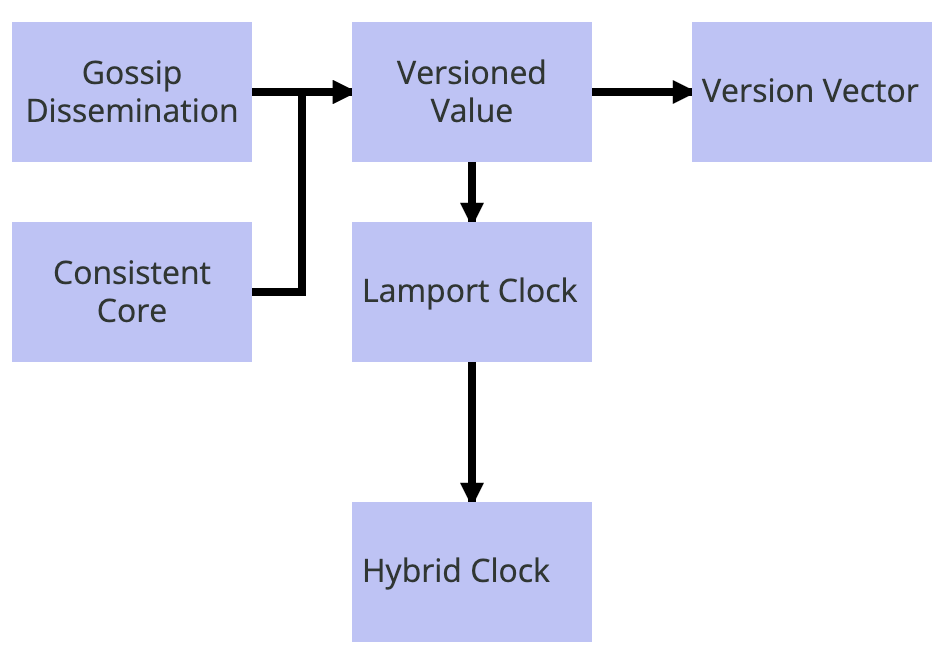 Gossip
Dissemination
Versioned
Value
Version Vector
Consistent
Core
Lamport Clock
Hybrid Clock